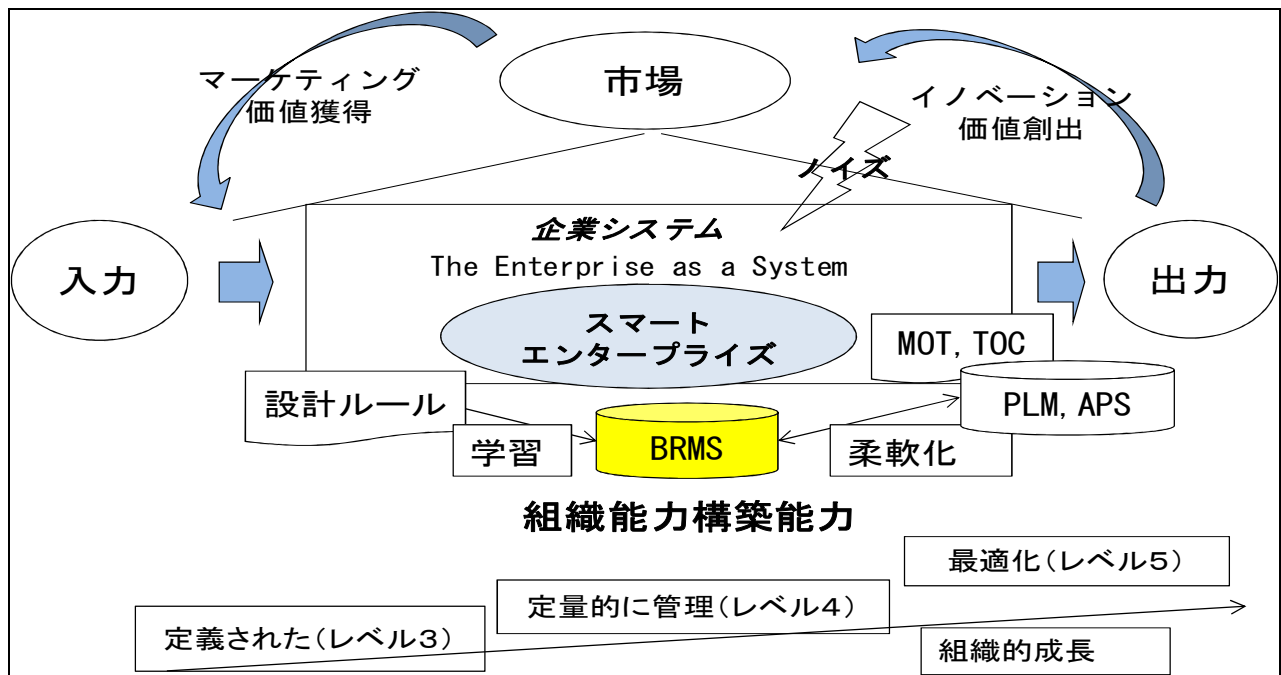 市場
マーケティング
価値獲得
イノベーション
価値創出
ノイズ
企業システム
The Enterprise as a System
入力
出力
スマート
エンタープライズ
MOT, TOC
PLM, APS
設計ルール
学習
BRMS
柔軟化
組織能力構築能力
最適化(レベル5)
定量的に管理(レベル4)
定義された(レベル3)
組織的成長